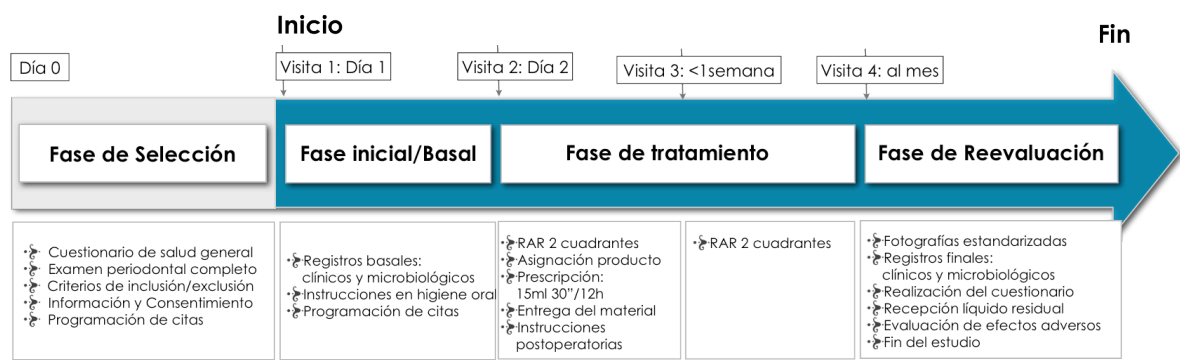 Inicio
Fin
Día 0
Visita 1: Día 1
Visita 2: Día 2
Visita 3: <1semana
Visita 4: al mes
Fase de Selección
Fase inicial/Basal
Fase de tratamiento
Fase de Reevaluación
Cuestionario de salud general
Examen periodontal completo
Criterios de inclusión/exclusión
Información y Consentimiento
Programación de citas
Registros basales:
clínicos y microbiológicos
Instrucciones en higiene oral
Programación de citas
RAR 2 cuadrantes
Asignación producto
Prescripción:
15ml 30”/12h
Entrega del material
Instrucciones
postoperatorias
RAR 2 cuadrantes
Fotografías estandarizadas
Registros finales:
clínicos y microbiológicos
Realización del cuestionario
Recepción líquido residual
Evaluación de efectos adversos
Fin del estudio